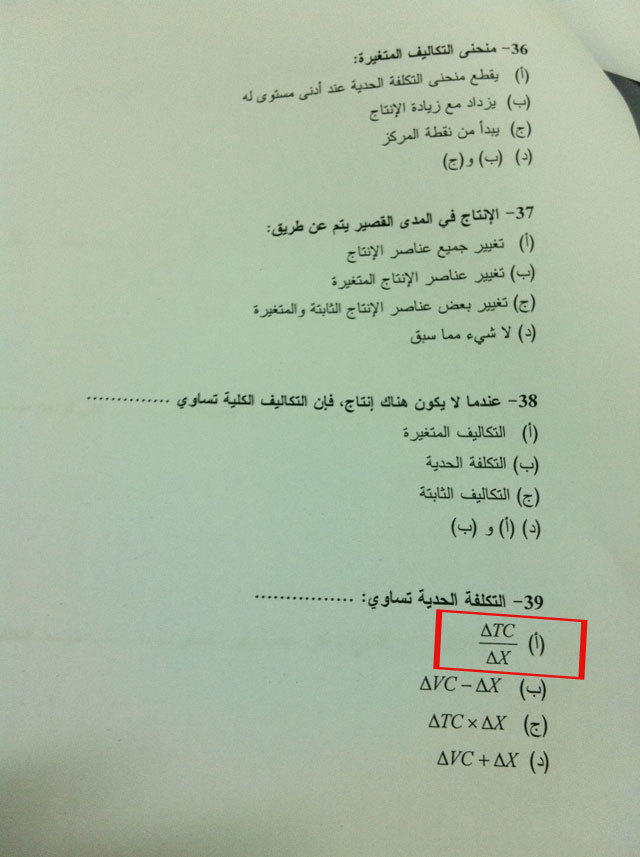 36- منحنى التكاليف المتغيرة:
(أ) يقطع منحنى التكلفة الحدية عند أدنى مستوى له
(ب) يزداد مع زيادة الإنتاج
(ج) يبدأ من نقطة المركز
(د) (ب) و (ج)
37- الإنتاج في المدى القصير يتم عن طريق:
(أ) تغيير جميع عناصر الإنتاج
(ب) تغيير عناصر الإنتاج المتغيرة
(ج) تغيير بعض عناصر الإنتاج الثابتة والمتغيرة
(د) لا شيء مما سبق
38- عندما لا يكون هناك إنتاج، فإن التكاليف الكلية تساوي ..............
(أ) التكاليف المتغيرة
(ب) التكلفة الحدية
(ج) التكاليف الثابتة
(د) (أ) و (ب)
39- التكلفة الحدية تساوي: ................
(أ) ΔTC / ΔX
(ب) ΔVC − ΔX
(ج) ΔTC × ΔX
(د) ΔVC + ΔX